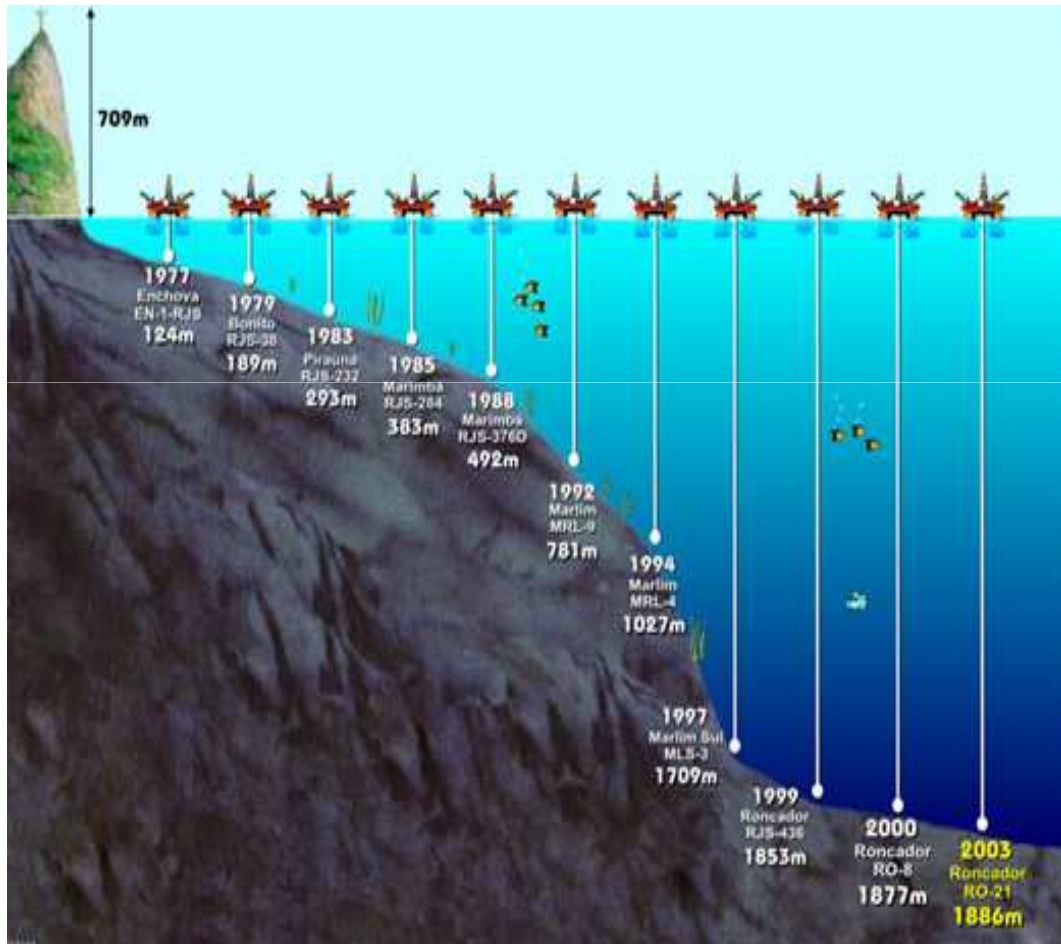 709m
1977
Enchova
EN-1-RJS
124m
1979
Bonito
RJS-38
189m
1983
Piraúna
RJS-232
293m
1985
Marimbá
RJS-284
383m
1988
Marimbá
RJS-376D
492m
1992
Marlim
MRL-9
781m
1994
Marlim
MRL-4
1027m
1997
Marlim Sul
MLS-3
1709m
1999
Roncador
RJS-436
1853m
2000
Roncador
RO-8
1877m
2003
Roncador
RO-21
1886m